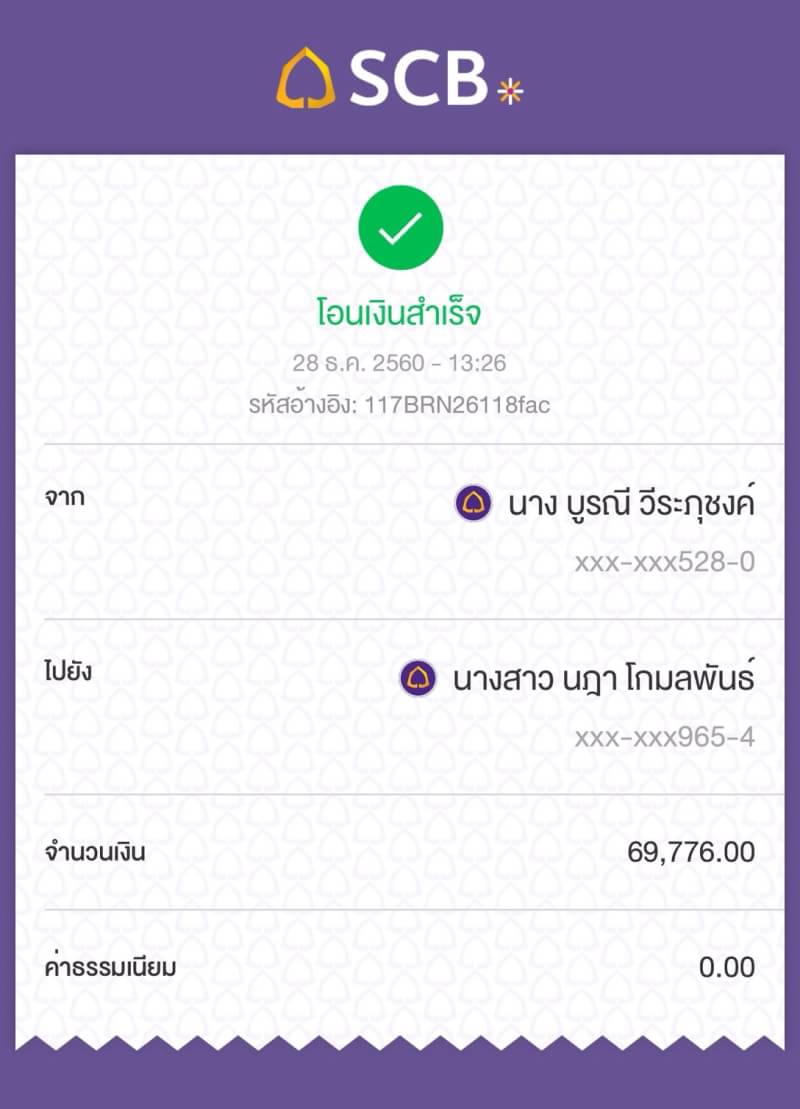 SCB
โอนเงินสำเร็จ
28 ธ.ค. 2560 - 13:26
รหัสอ้างอิง: 117BRN26118fac
จาก
นาง บูรณี วีระภุชงค์
xxx-xxx528-0
ไปยัง
นางสาว นฎา โกมลพันธ์
xxx-xxx965-4
จำนวนเงิน
69,776.00
ค่าธรรมเนียม
0.00